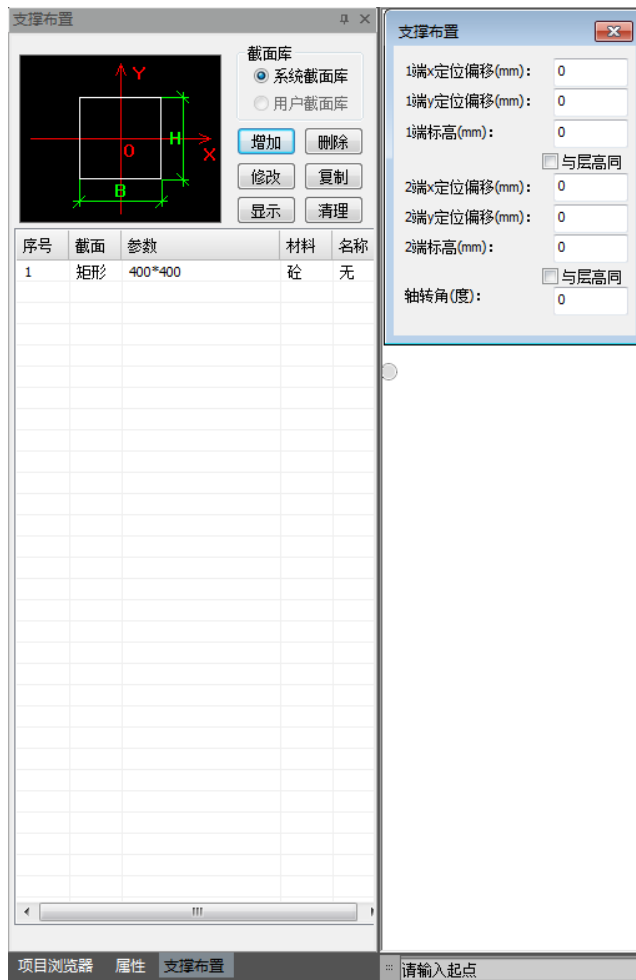 支撑布置
截面库
系统截面库
用户截面库
Y
H
O
X
B
增加 删除
修改 复制
显示 清理
序号 截面 参数 材料 名称
1 矩形 400*400 砼 无
项目浏览器 属性 支撑布置
支撑布置
1端x定位偏移(mm): 0
1端y定位偏移(mm): 0
1端标高(mm): 0
与层高同
2端x定位偏移(mm): 0
2端y定位偏移(mm): 0
2端标高(mm): 0
与层高同
轴转角(度): 0
请输入起点